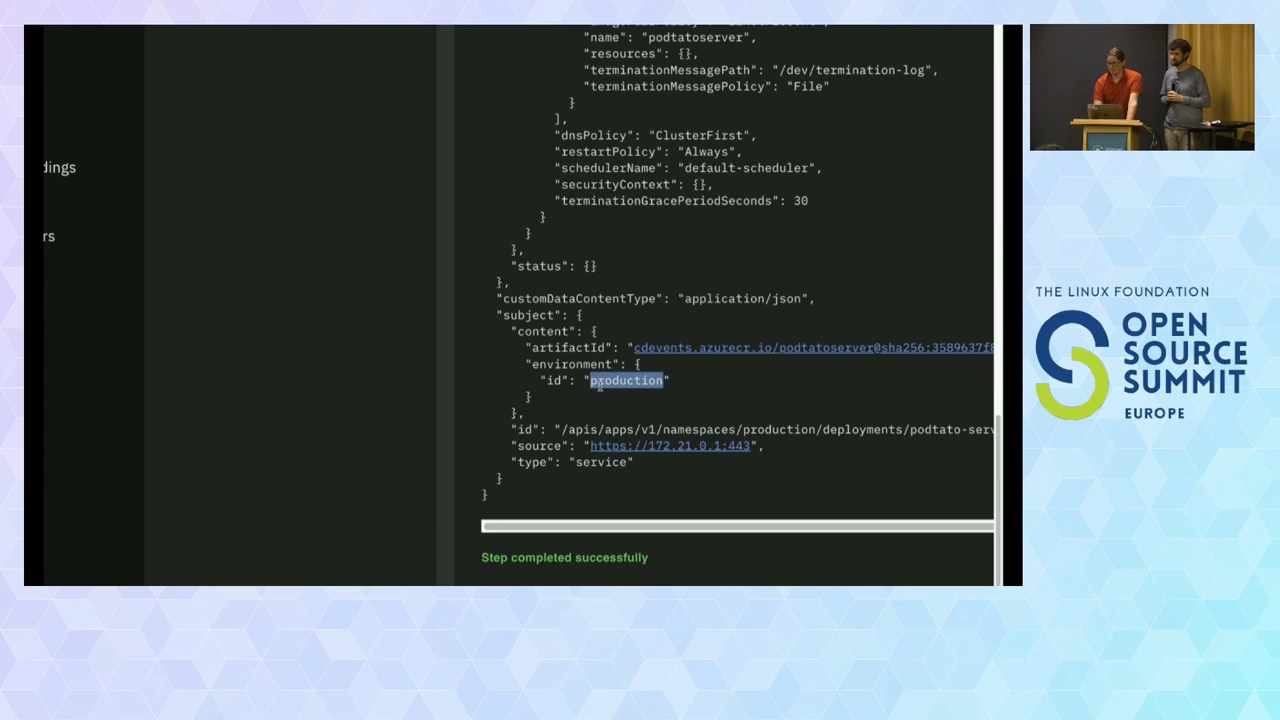 "name": "podtatoserver",
"resources": {},
"terminationMessagePath": "/dev/termination-log",
"terminationMessagePolicy": "File"
}
],
"dnsPolicy": "ClusterFirst",
"restartPolicy": "Always",
"schedulerName": "default-scheduler",
"securityContext": {},
"terminationGracePeriodSeconds": 30
}
}
},
"status": {}
},
"customDataContentType": "application/json",
"subject": {
"content": {
"artifactId": "cdevents.azurecr.io/podtatoserver@sha256:3589637f8
"environment": {
"id": "production"
}
},
"id": "/apis/apps/v1/namespaces/production/deployments/podtato-serv
"source": "https://172.21.0.1:443",
"type": "service"
}
}
Step completed successfully
dings
rs
THE LINUX FOUNDATION
OPEN
SOURCE
SUMMIT
EUROPE